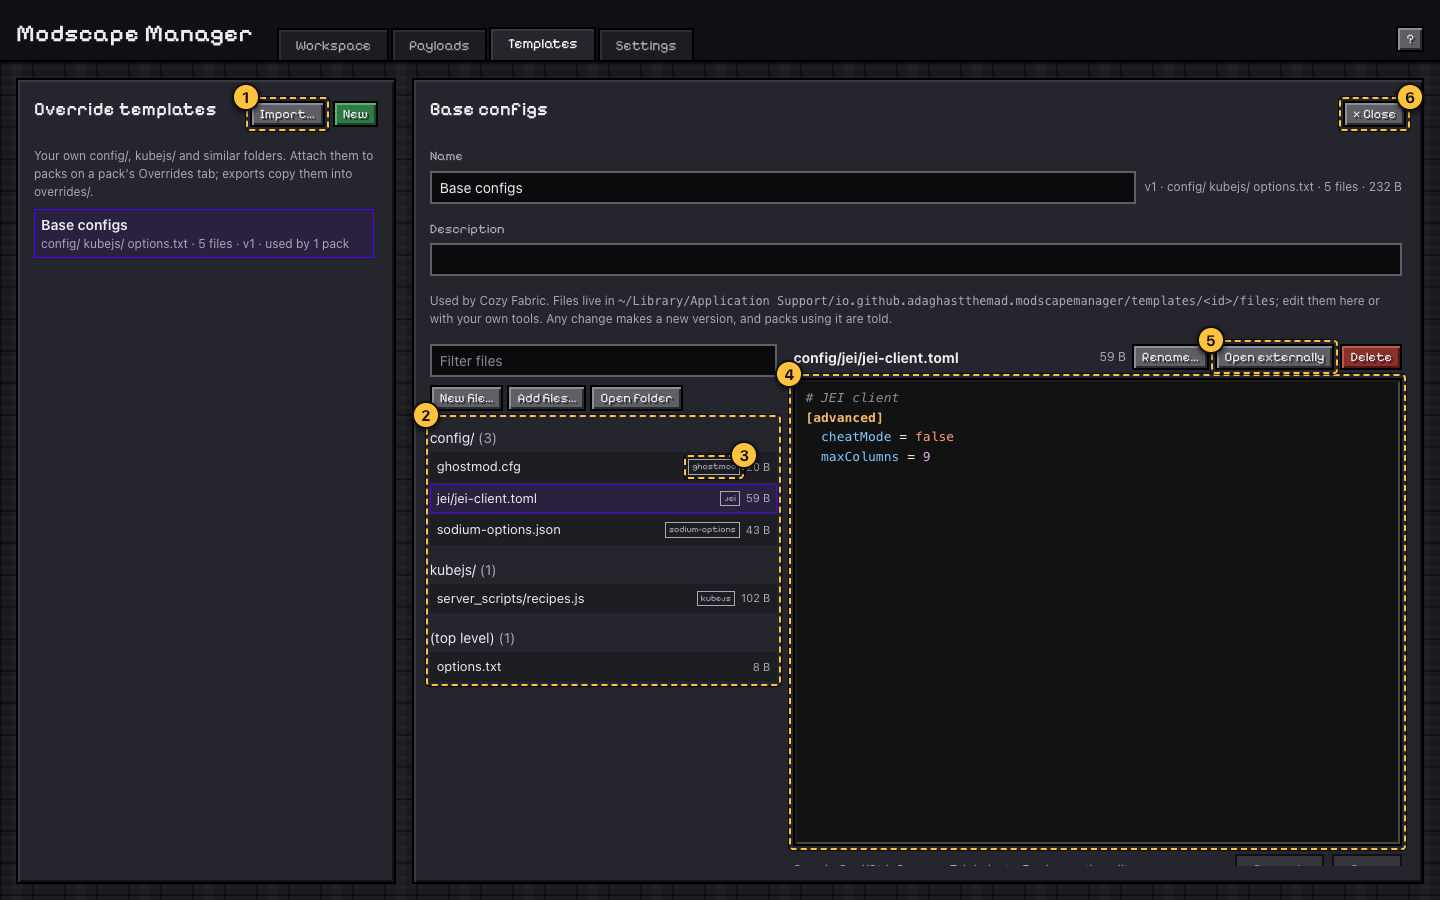 Modscape Manager
Workspace
Payloads
Templates
Settings
?
Override templates
1
Import...
New
Your own config/, kubejs/ and similar folders. Attach them to
packs on a pack's Overrides tab; exports copy them into
overrides/.
Base configs
config/ kubejs/ options.txt · 5 files · v1 · used by 1 pack
Base configs
6
× Close
Name
Base configs
v1 · config/ kubejs/ options.txt · 5 files · 232 B
Description
Used by Cozy Fabric. Files live in ~/Library/Application Support/io.github.adaghastthemad.modscapemanager/templates/<id>/files; edit them here or
with your own tools. Any change makes a new version, and packs using it are told.
Filter files
New file...
Add files...
Open folder
2
config/ (3)
ghostmod.cfg
3
jei/jei-client.toml
jei
59 B
sodium-options.json
sodium-options
43 B
kubejs/ (1)
server_scripts/recipes.js
kubejs
102 B
(top level) (1)
options.txt
8 B
config/jei/jei-client.toml
59 B
Rename...
5
Open externally
Delete
4
# JEI client
[advanced]
cheatMode = false
maxColumns = 9